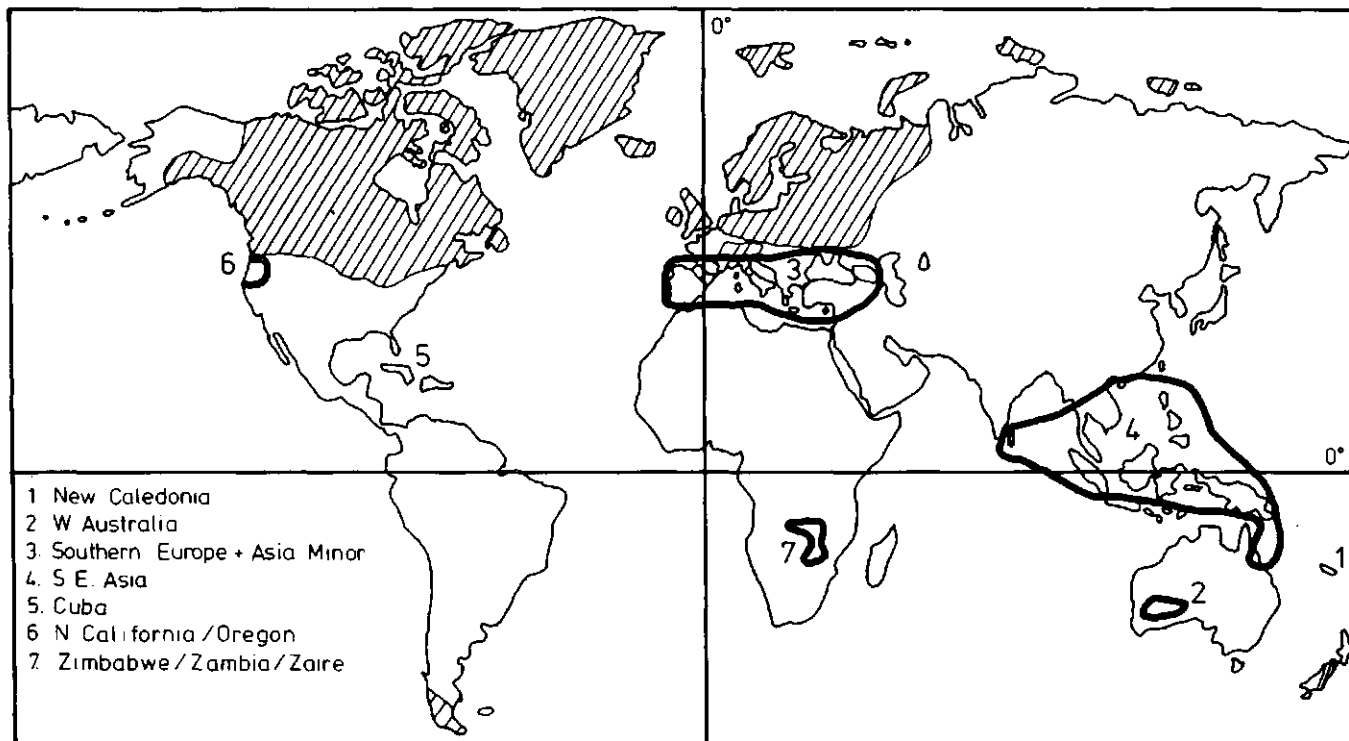 0°
6
3
5
4
0°
1 New Caledonia
2 W Australia
3. Southern Europe + Asia Minor
4. S E. Asia
5. Cuba
6 N California / Oregon
7. Zimbabwe / Zambia / Zaire
7
1
2